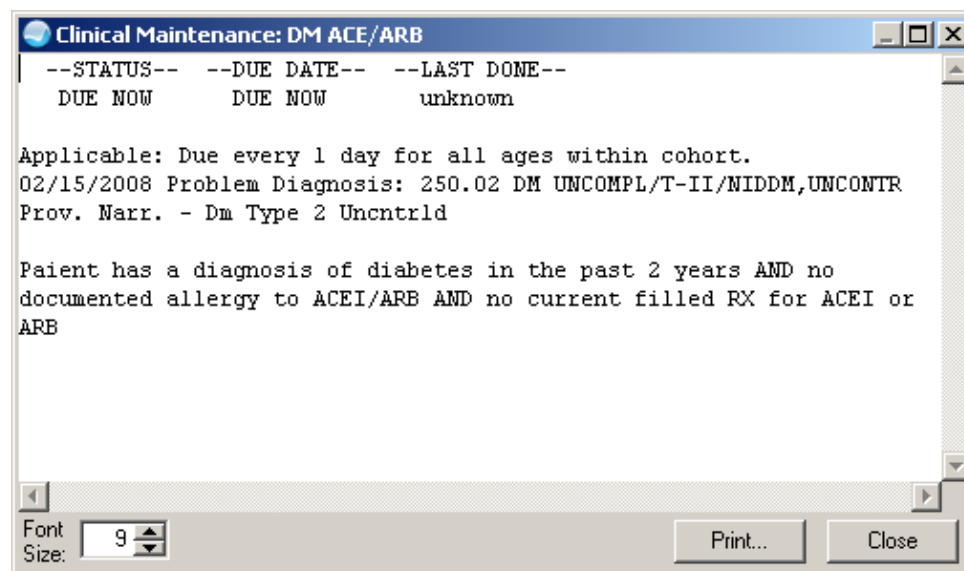 Clinical Maintenance: DM ACE/ARB
--STATUS-- --DUE DATE-- --LAST DONE--
DUE NOW DUE NOW unknown
Applicable: Due every 1 day for all ages within cohort.
02/15/2008 Problem Diagnosis: 250.02 DM UNCOMPL/T-II/NIDDM,UNCONTR
Prov. Narr. - Dm Type 2 Uncntrld
Paient has a diagnosis of diabetes in the past 2 years AND no
documented allergy to ACEI/ARB AND no current filled RX for ACEI or
ARB
Font
Size:
9
Print...
Close